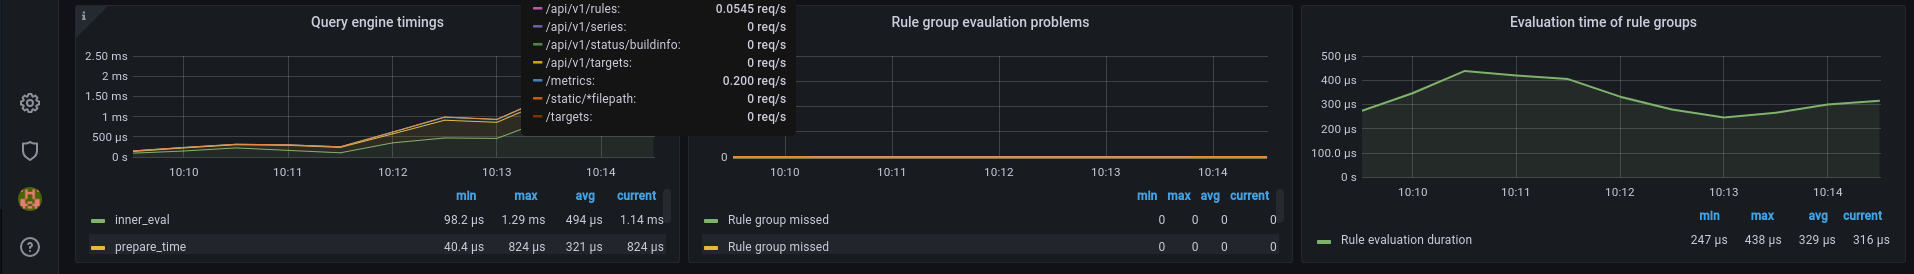 /api/v1/rules: 0.0545 req/s
/api/v1/series: 0 req/s
/api/v1/status/buildinfo: 0 req/s
/api/v1/targets: 0 req/s
/metrics: 0.200 req/s
/static/*filepath: 0 req/s
/targets: 0 req/s
i
Query engine timings
2.50 ms
2 ms
1.50 ms
1 ms
500 µs
0 s
10:10 10:11 10:12 10:13 10:14
min max avg current
inner_eval 98.2 µs 1.29 ms 494 µs 1.14 ms
prepare_time 40.4 µs 824 µs 321 µs 824 µs
Rule group evaulation problems
0
10:10 10:11 10:12 10:13 10:14
min max avg current
Rule group missed 0 0 0 0
Rule group missed 0 0 0 0
Evaluation time of rule groups
500 µs
400 µs
300 µs
200 µs
100.0 µs
0 s
10:10 10:11 10:12 10:13 10:14
min max avg current
Rule evaluation duration 247 µs 438 µs 329 µs 316 µs